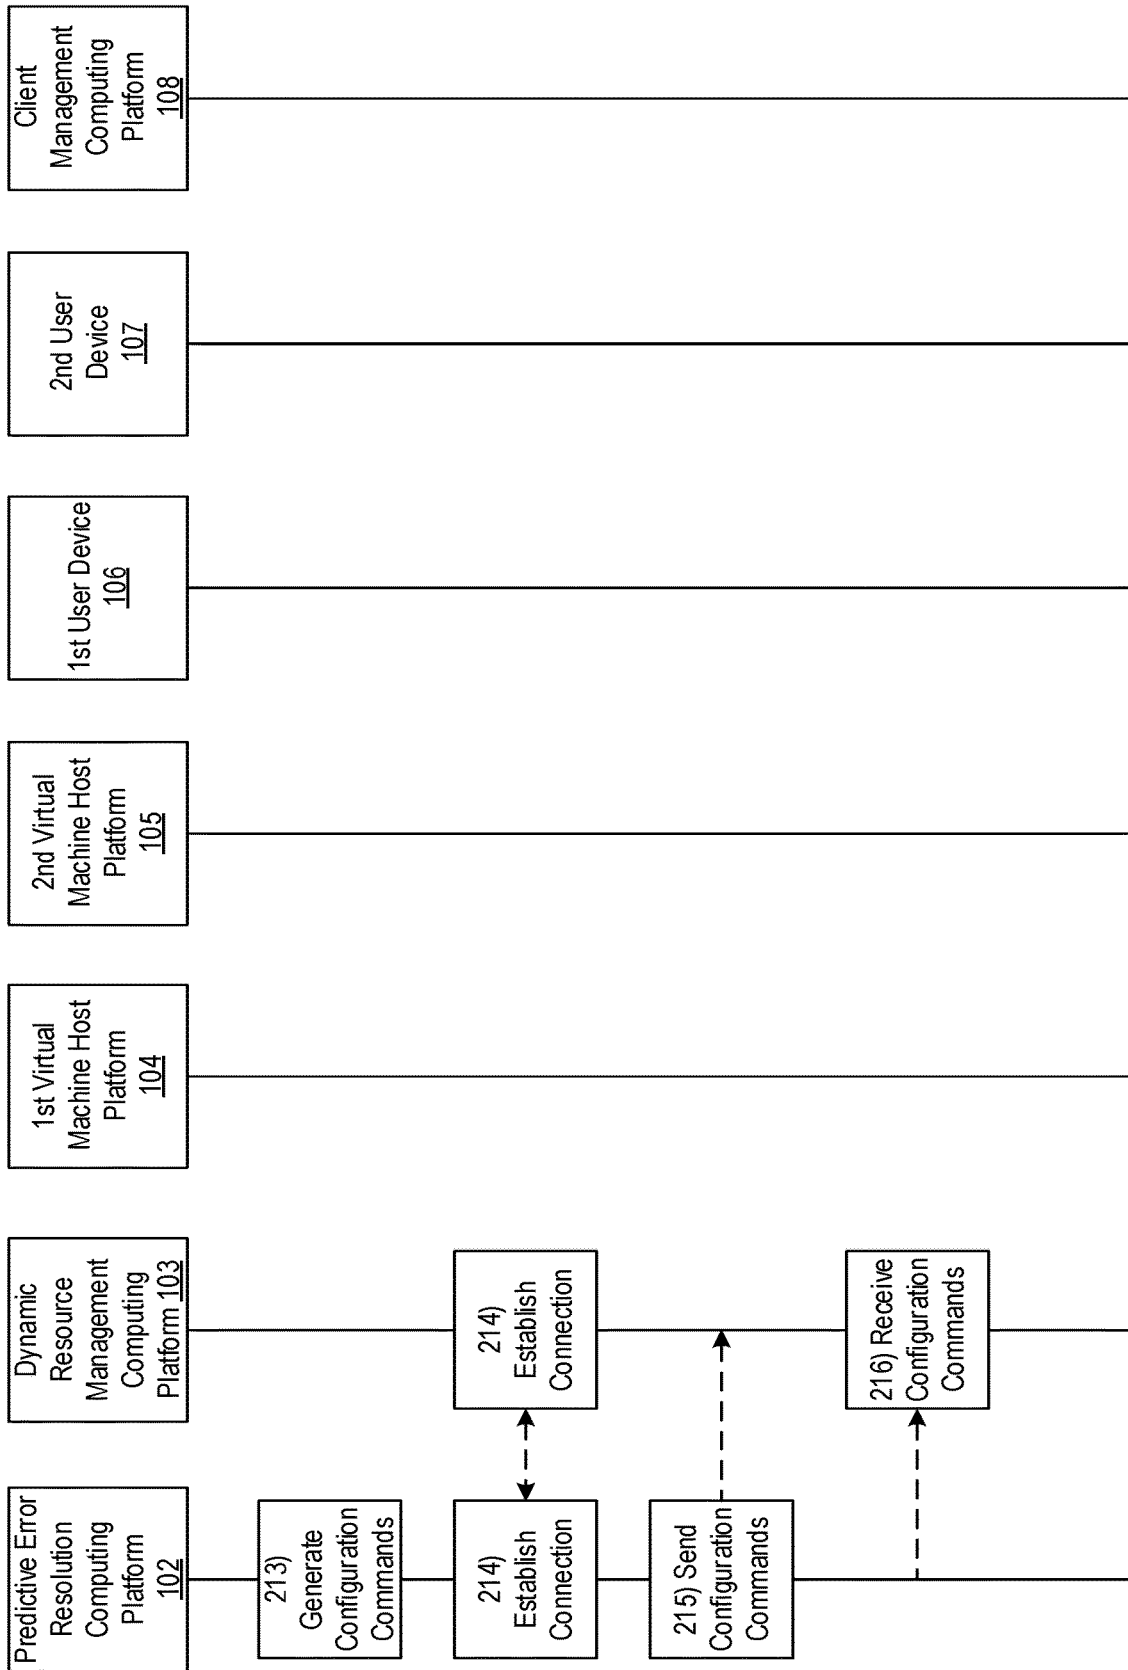 Predictive Error
Resolution
Computing
Platform
102
Dynamic
Resource
Management
Computing
Platform 103
1st Virtual
Machine Host
Platform
104
2nd Virtual
Machine Host
Platform
105
1st User Device
106
2nd User
Device
107
Client
Management
Computing
Platform
108
213)
Generate
Configuration
Commands
214)
Establish
Connection
214)
Establish
Connection
215) Send
Configuration
Commands
216) Receive
Configuration
Commands